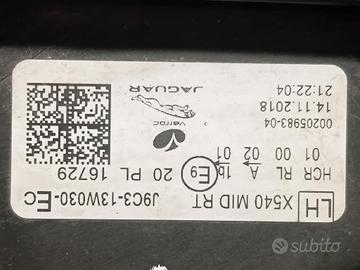 LH X540 MID RT
J9C3-13W030-EC
HCR RL A 1b
01 00 02 01
E9 20 PL 16729
00205983-04
14.11.2018
21:22:04
varroc
JAGUAR
subito